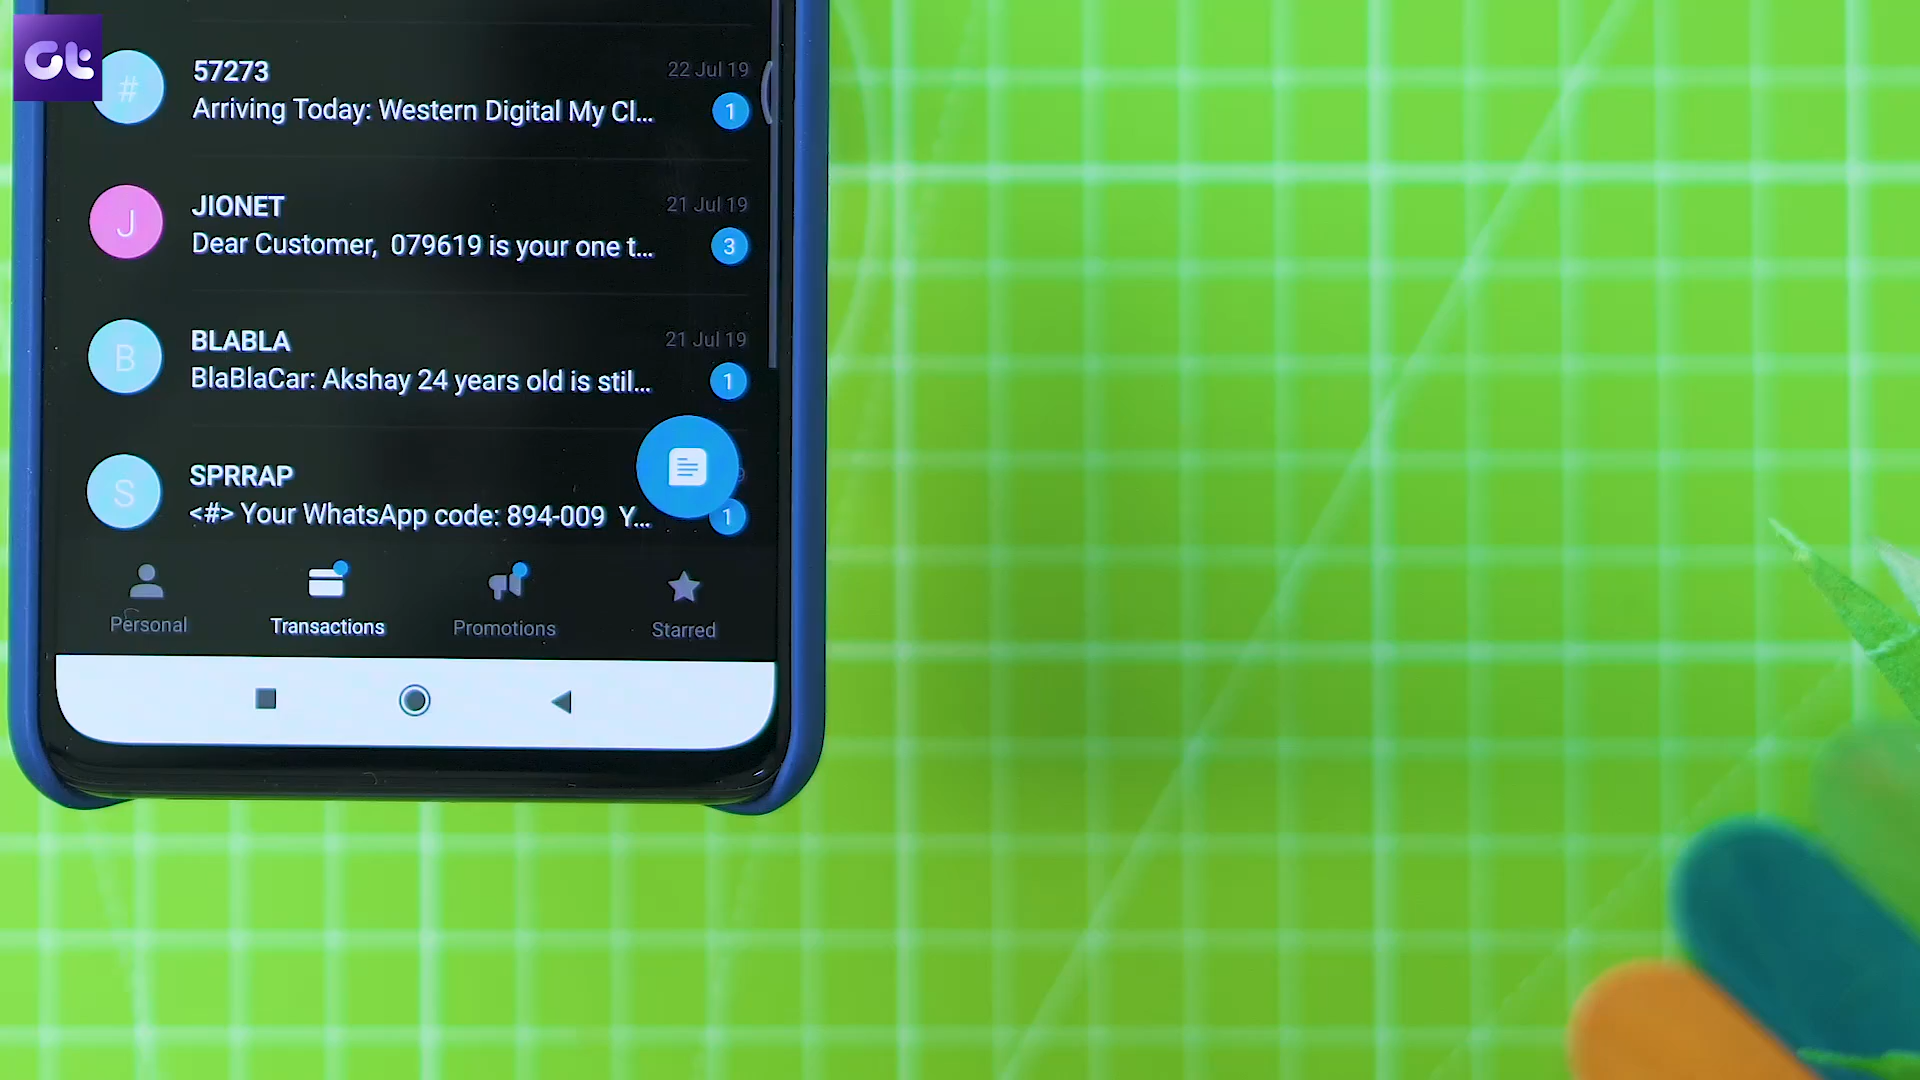 Gt
#
57273
22 Jul 19
Arriving Today: Western Digital My Cl...
1
J
JIONET
21 Jul 19
Dear Customer, 079619 is your one t...
3
B
BLABLA
21 Jul 19
BlaBlaCar: Akshay 24 years old is stil...
1
S
SPRRAP
<#> Your WhatsApp code: 894-009 Y...
1
Personal
Transactions
Promotions
Starred